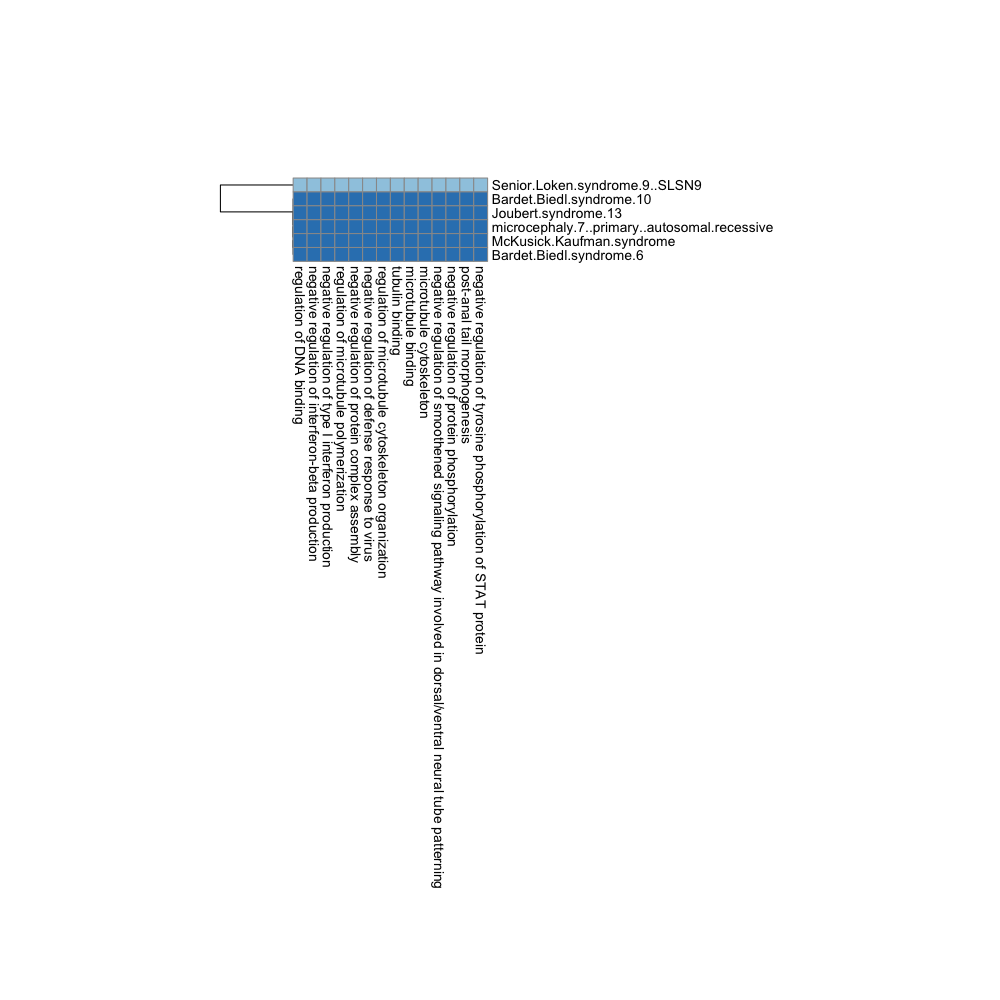 Senior.Loken.syndrome.9..SLSN9
Bardet.Biedl.syndrome.10
Joubert.syndrome.13
microcephaly.7..primary..autosomal.recessive
McKusick.Kaufman.syndrome
Bardet.Biedl.syndrome.6
regulation of DNA binding
negative regulation of interferon-beta production
negative regulation of type I interferon production
regulation of microtubule polymerization
negative regulation of protein complex assembly
negative regulation of defense response to virus
regulation of microtubule cytoskeleton organization
tubulin binding
microtubule binding
microtubule cytoskeleton
negative regulation of smoothened signaling pathway involved in dorsal/ventral neural tube patterning
negative regulation of protein phosphorylation
post-anal tail morphogenesis
negative regulation of tyrosine phosphorylation of STAT protein